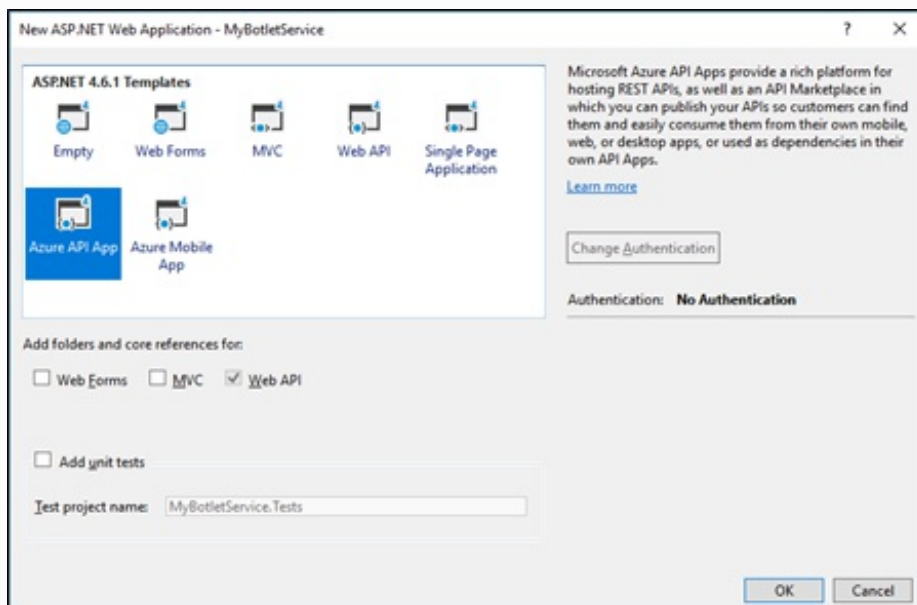 New ASP.NET Web Application - MyBotletService
?
ASP.NET 4.6.1 Templates
Empty
Web Forms
MVC
Web API
Single Page
Application
Azure API App
Azure Mobile
App
Microsoft Azure API Apps provide a rich platform for
hosting REST APIs, as well as an API Marketplace in
which you can publish your APIs so customers can find
them and easily consume them from their own mobile,
web, or desktop apps, or used as dependencies in their
own API Apps.
Learn more
Change Authentication
Authentication: No Authentication
Add folders and core references for:
Web Forms MVC Web API
Add unit tests
Test project name: MyBotletService.Tests
OK Cancel